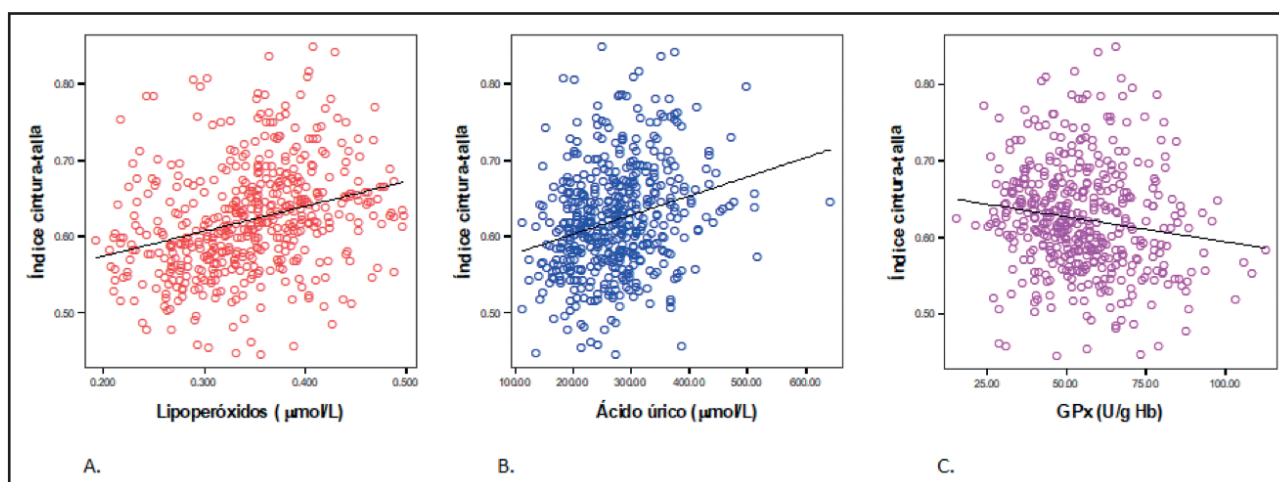 Índice cintura-talla
0.80
0.70
0.60
0.50
0.200
0.300
0.400
0.500
Lipoperóxidos ( μmol/L)
A.
Índice cintura-talla
0.80
0.70
0.60
0.50
100.00
200.00
300.00
400.00
500.00
600.00
Ácido úrico (μmol/L)
B.
Índice cintura-talla
0.80
0.70
0.60
0.50
25.00
50.00
75.00
100.00
GPx (U/g Hb)
C.